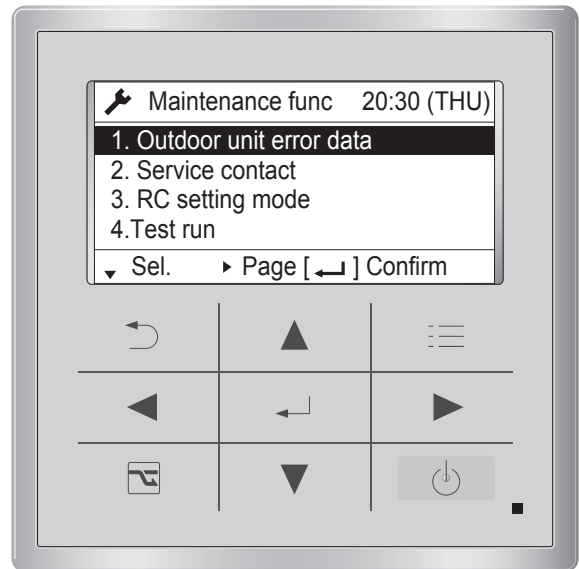 Maintenance func 20:30 (THU)
1. Outdoor unit error data
2. Service contact
3. RC setting mode
4.Test run
Sel. Page [ ] Confirm